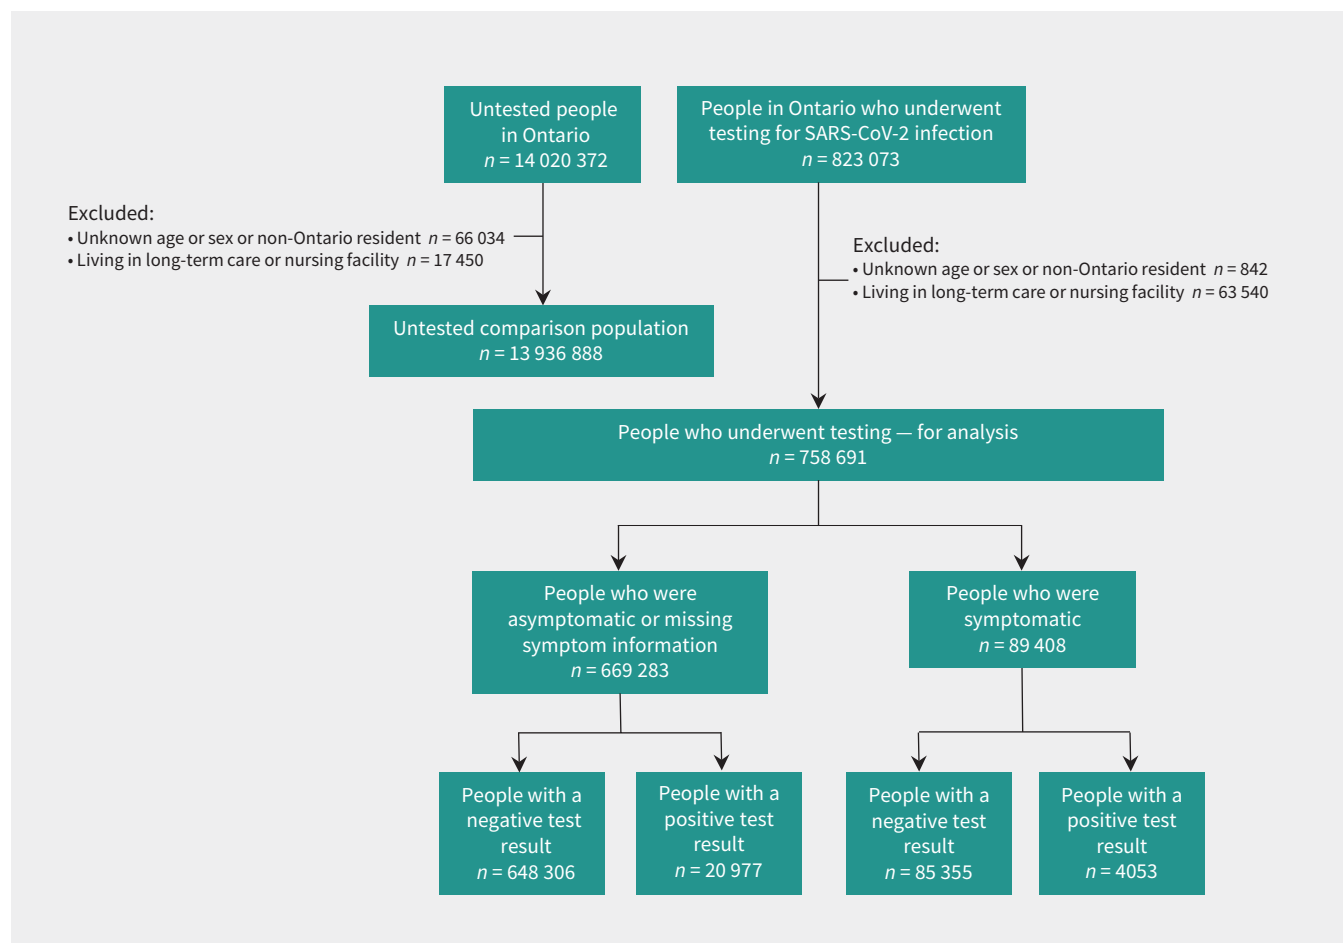 Untested people
in Ontario
n = 14 020 372
People in Ontario who underwent
testing for SARS-CoV-2 infection
n = 823 073
Excluded:
• Unknown age or sex or non-Ontario resident n = 66 034
• Living in long-term care or nursing facility n = 17 450
Excluded:
• Unknown age or sex or non-Ontario resident n = 842
• Living in long-term care or nursing facility n = 63 540
Untested comparison population
n = 13 936 888
People who underwent testing — for analysis
n = 758 691
People who were
asymptomatic or missing
symptom information
n = 669 283
People who were
symptomatic
n = 89 408
People with a
negative test
result
n = 648 306
People with a
positive test
result
n = 20 977
People with a
negative test
result
n = 85 355
People with a
positive test
result
n = 4053